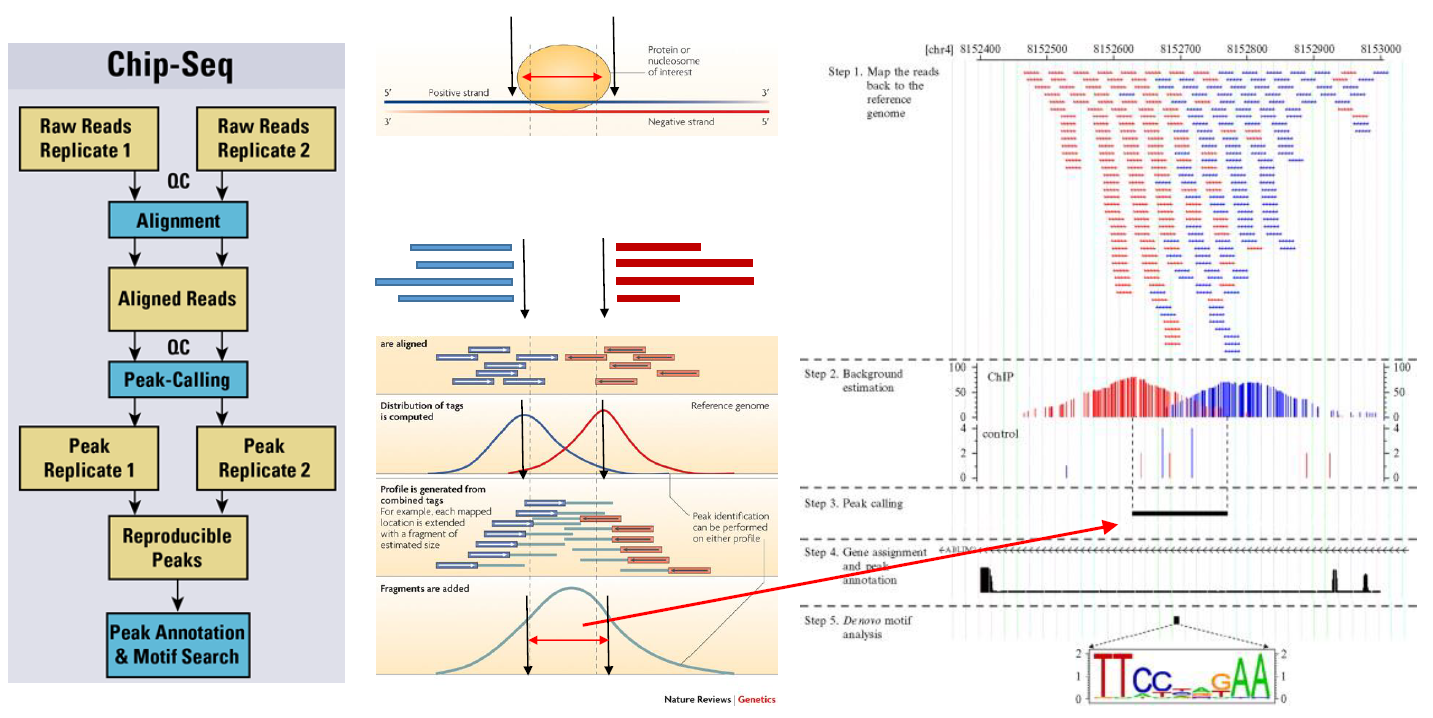 Chip-Seq
Raw Reads
Replicate 1
Raw Reads
Replicate 2
QC
Alignment
Aligned Reads
QC
Peak-Calling
Peak
Replicate 1
Peak
Replicate 2
Reproducible
Peaks
Peak Annotation
& Motif Search
Protein or
nucleosome
of interest
5′
Positive strand
3′
3′
Negative strand
5′
are aligned
Distribution of tags
is computed
Reference genome
Profile is generated from
combined tags
For example, each mapped
location is extended
with a fragment of
estimated size
Peak identification
can be performed
on either profile
Fragments are added
Nature Reviews | Genetics
[chr4] 8152400 8152500 8152600 8152700 8152800 8152900 8153000
Step 1. Map the reads
back to the
reference
genome
Step 2. Background
estimation
100
50
0
ChIP
100
50
0
4
2
0
control
4
2
0
Step 3. Peak calling
Step 4. Gene assignment
and peak
annotation
Step 5. Denovo motif
analysis
2
1
0
TTCC GAA
2
1
0